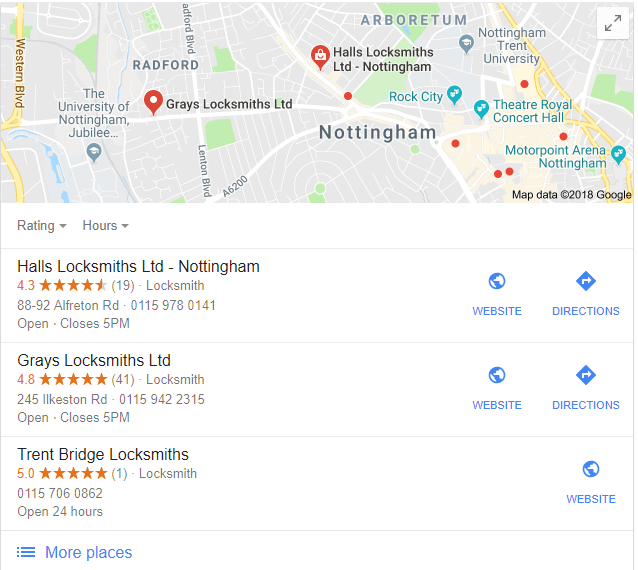 ARBORETUM
Nottingham
Trent
University
Halls Locksmiths
Ltd - Nottingham
RADFORD
Western Blvd
Radford Blvd
Rock City
Grays Locksmiths Ltd
The
University of
Nottingham,
Jubilee...
Theatre Royal
Concert Hall
Nottingham
Motorpoint Arena
Nottingham
Lenton Blvd
A6200
Map data ©2018 Google
Rating
Hours
Halls Locksmiths Ltd - Nottingham
4.3 ★★★★★ (19) · Locksmith
88-92 Alfreton Rd · 0115 978 0141
Open · Closes 5PM
WEBSITE
DIRECTIONS
Grays Locksmiths Ltd
4.8 ★★★★★ (41) · Locksmith
245 Ilkeston Rd · 0115 942 2315
Open · Closes 5PM
WEBSITE
DIRECTIONS
Trent Bridge Locksmiths
5.0 ★★★★★ (1) · Locksmith
0115 706 0862
Open 24 hours
WEBSITE
More places